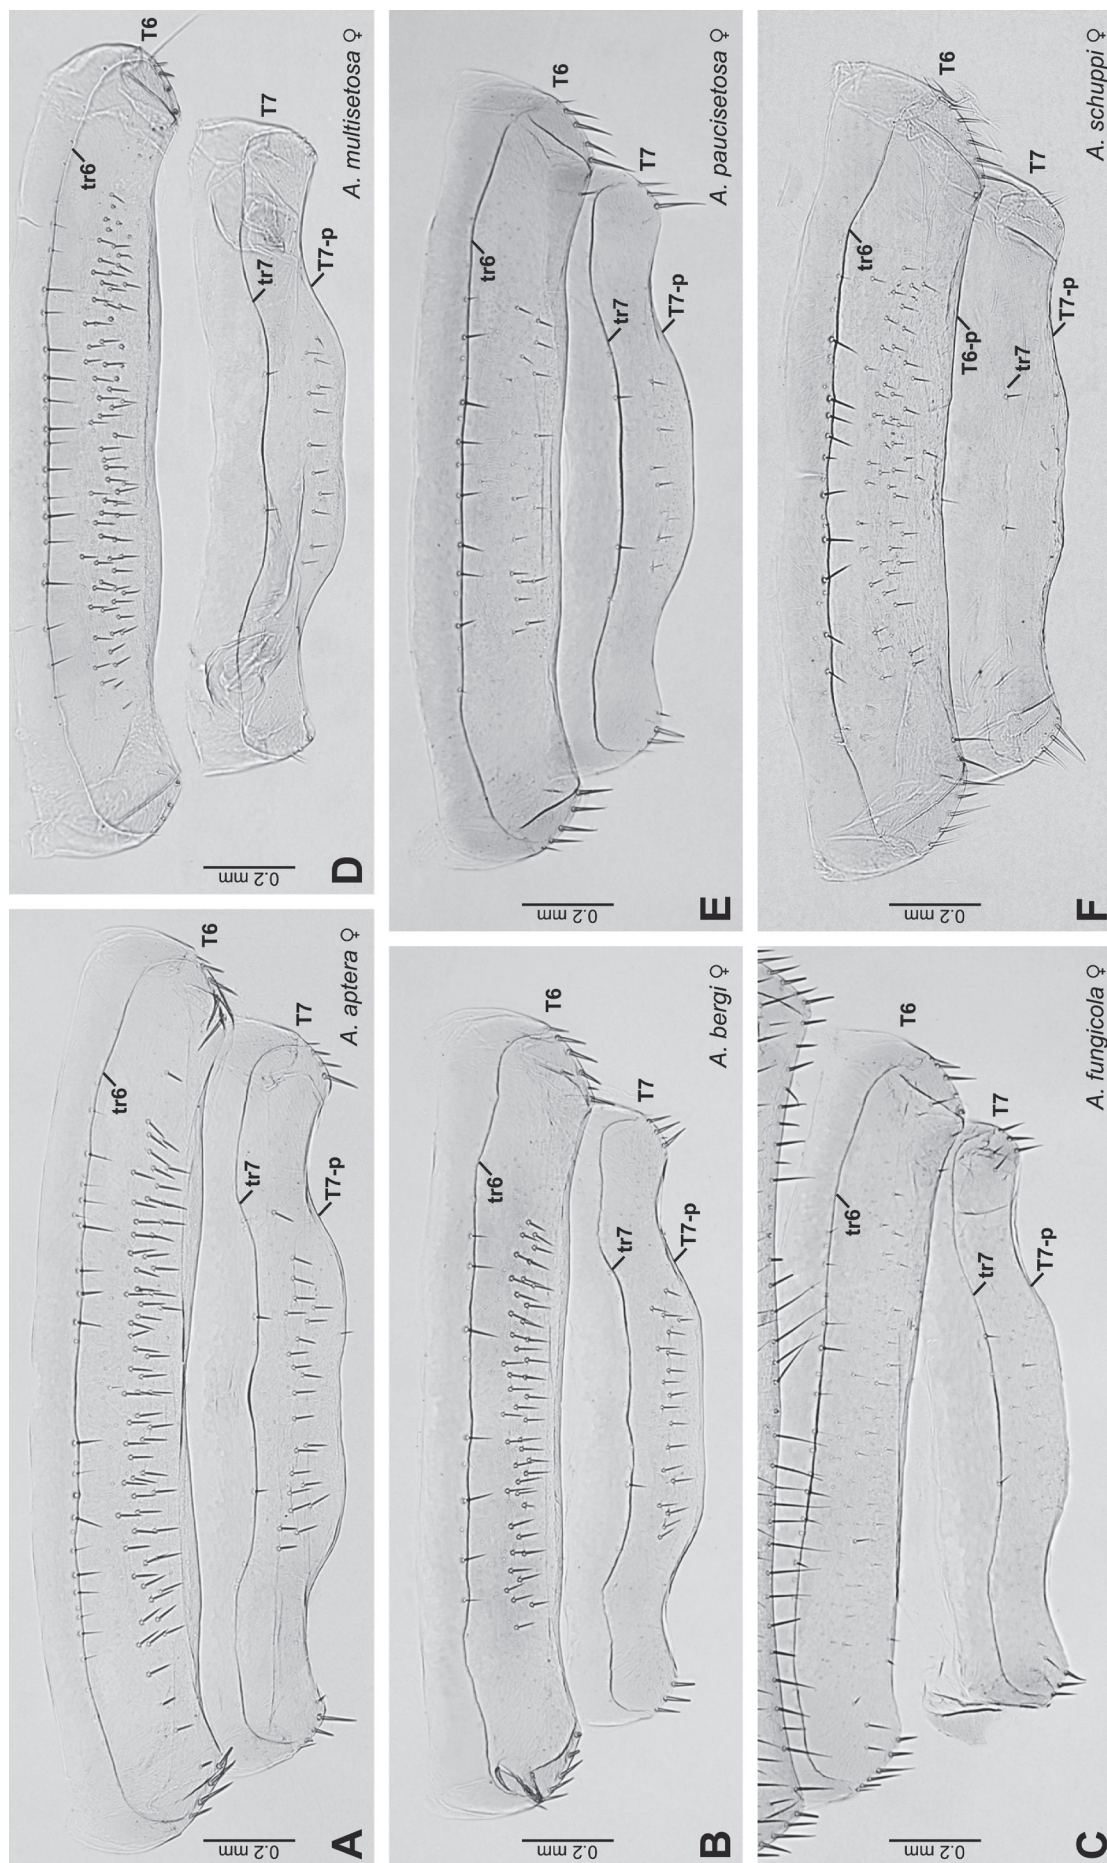 T6
tr6
T7
tr7
T7-p
0.2 mm
A
A. aptera ♀
T6
tr6
T7
tr7
T7-p
0.2 mm
B
A. bergi ♀
T6
tr6
T7
tr7
T7-p
0.2 mm
C
A. fungicola ♀
T6
tr6
T7
tr7
T7-p
0.2 mm
D
A. multisetosa ♀
T6
tr6
T7
tr7
T7-p
0.2 mm
E
A. paucisetosa ♀
T6
tr6
T6-p
T7
tr7
T7-p
0.2 mm
F
A. schuppi ♀